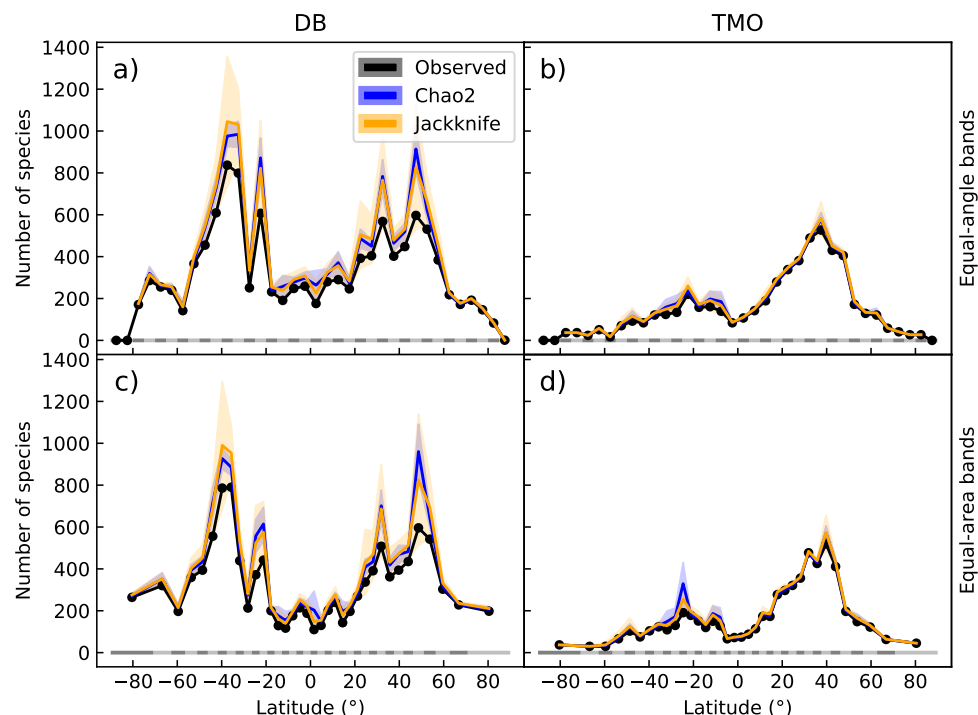 DB
TMO
1400
1200
1000
800
600
400
200
0
Number of species
a)
Observed
Chao2
Jackknife
b)
Equal-angle bands
1400
1200
1000
800
600
400
200
0
Number of species
c)
d)
Equal-area bands
−80 −60 −40 −20 0 20 40 60 80
−80 −60 −40 −20 0 20 40 60 80
Latitude (°)
Latitude (°)